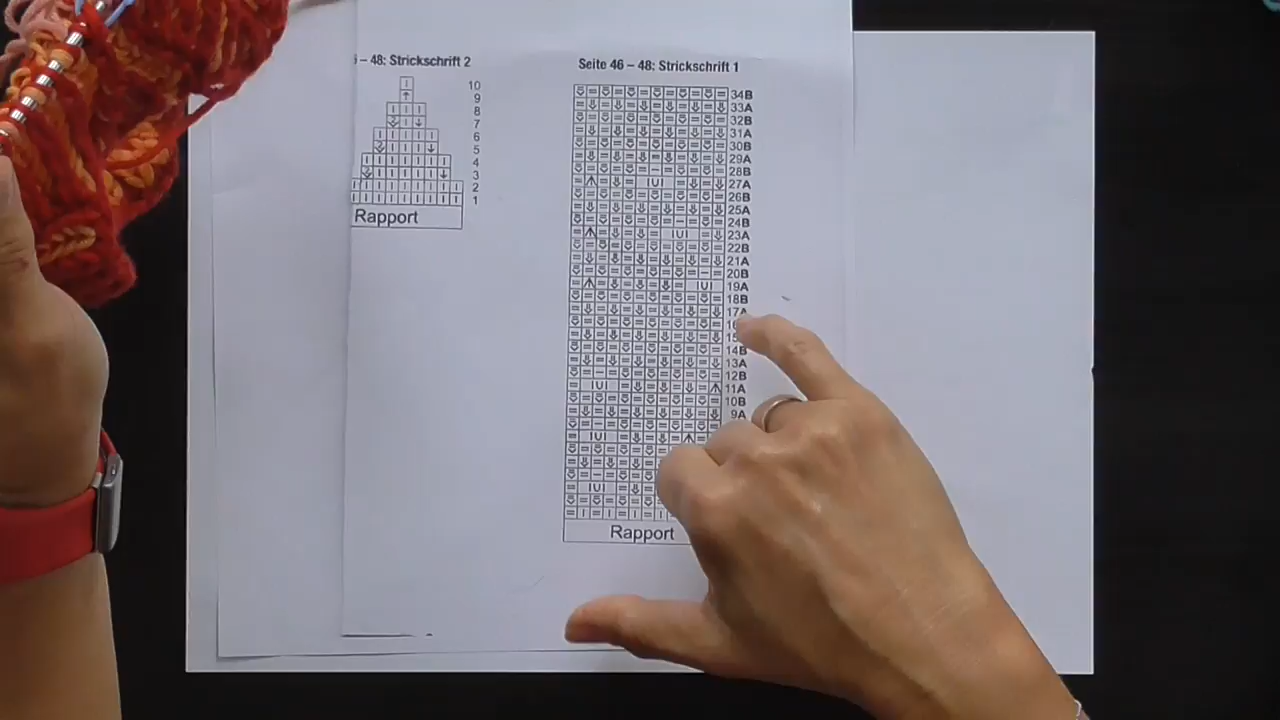 – 48: Strickschrift 2
10
9
8
7
6
5
4
3
2
1
Rapport
Seite 46 – 48: Strickschrift 1
34B
33A
32B
31A
30B
29A
28B
27A
26B
25A
24B
23A
22B
21A
20B
19A
18B
17A
14B
13A
12B
11A
10B
9A
Rapport